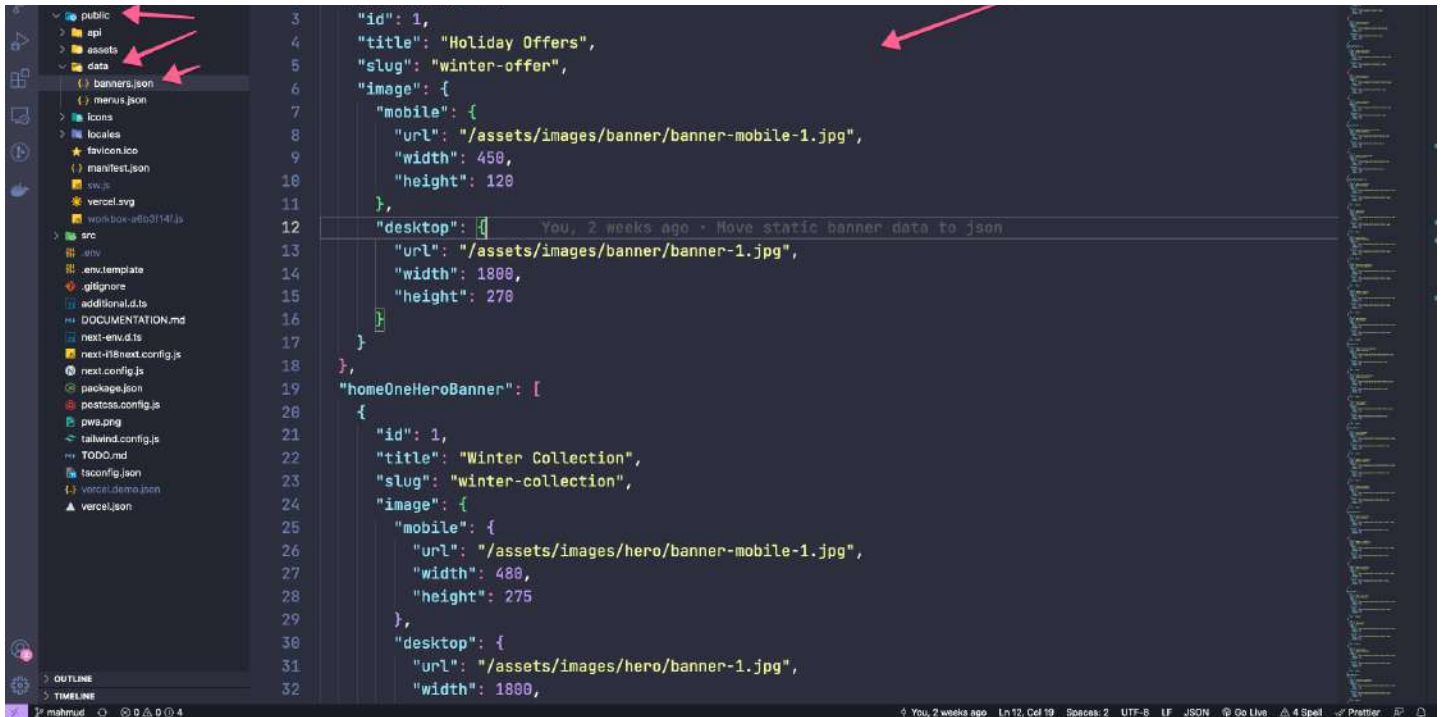 public
api
assets
data
{} banners.json
{} menus.json
icons
locales
favicon.ico
{} manifest.json
sw.js
vercel.svg
workbox-a6b3f14f.js
src
.env
.env.template
.gitignore
additional.d.ts
DOCUMENTATION.md
next-env.d.ts
next-i18next.config.js
next.config.js
package.json
postcss.config.js
pwa.png
tailwind.config.js
TODO.md
tsconfig.json
{} vercel.demo.json
vercel.json
OUTLINE
TIMELINE
3 "id": 1,
4 "title": "Holiday Offers",
5 "slug": "winter-offer",
6 "image": {
7 "mobile": {
8 "url": "/assets/images/banner/banner-mobile-1.jpg",
9 "width": 450,
10 "height": 120
11 },
12 "desktop": { You, 2 weeks ago • Move static banner data to json
13 "url": "/assets/images/banner/banner-1.jpg",
14 "width": 1800,
15 "height": 270
16 }
17 }
18 },
19 "homeOneHeroBanner": [
20 {
21 "id": 1,
22 "title": "Winter Collection",
23 "slug": "winter-collection",
24 "image": {
25 "mobile": {
26 "url": "/assets/images/hero/banner-mobile-1.jpg",
27 "width": 480,
28 "height": 275
29 },
30 "desktop": {
31 "url": "/assets/images/hero/banner-1.jpg",
32 "width": 1800,
mahmud 0 0 4 You, 2 weeks ago Ln 12, Col 19 Spaces: 2 UTF-8 LF JSON Go Live 4 Spell Prettier